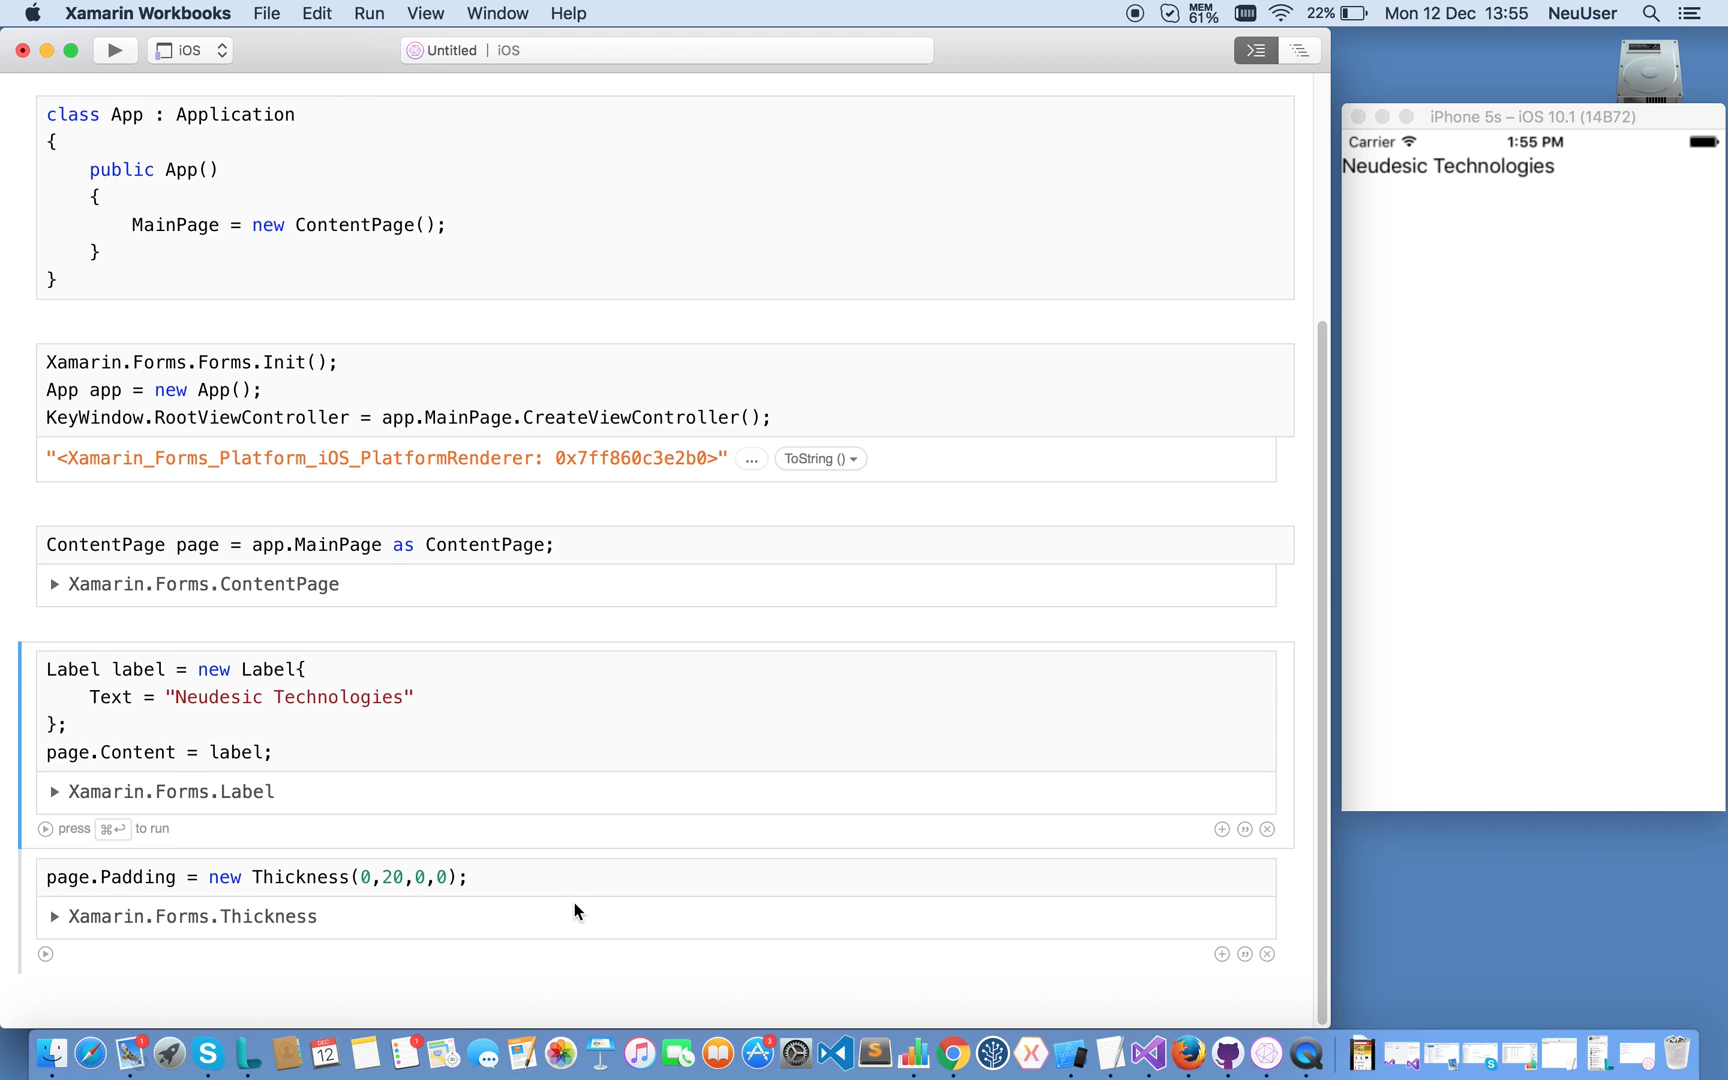 Xamarin Workbooks File Edit Run View Window Help MEM 61% 22% Mon 12 Dec 13:55 NeuUser
iOS Untitled | iOS
class App : Application
{
public App()
{
MainPage = new ContentPage();
}
}
Xamarin.Forms.Forms.Init();
App app = new App();
KeyWindow.RootViewController = app.MainPage.CreateViewController();
"<Xamarin_Forms_Platform_iOS_PlatformRenderer: 0x7ff860c3e2b0>" ... ToString ()
ContentPage page = app.MainPage as ContentPage;
Xamarin.Forms.ContentPage
Label label = new Label{
Text = "Neudesic Technologies"
};
page.Content = label;
Xamarin.Forms.Label
press ⌘↩ to run
page.Padding = new Thickness(0,20,0,0);
Xamarin.Forms.Thickness
iPhone 5s – iOS 10.1 (14B72)
Carrier 1:55 PM
Neudesic Technologies
1 DEC 12 1 3